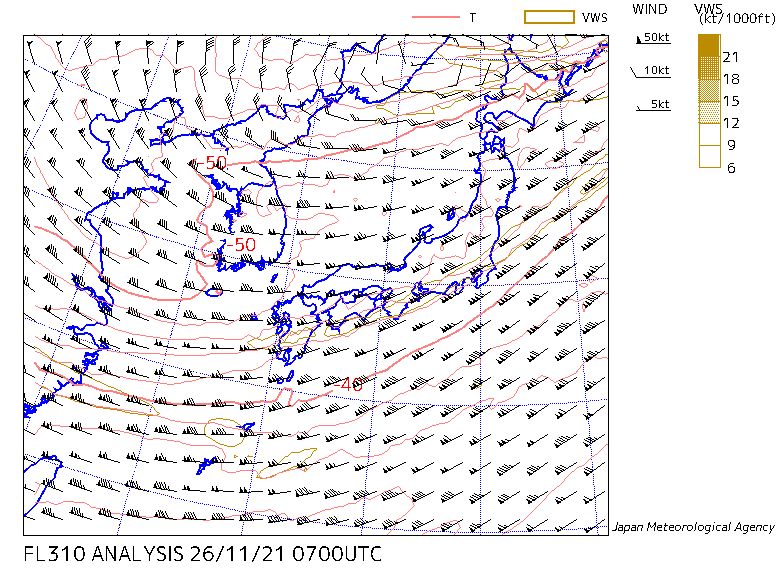 T VWS WIND VWS
(kt/1000ft)
50kt
10kt
5kt
21
18
15
12
9
6
-50
-50
-40
Japan Meteorological Agency
FL310 ANALYSIS 26/11/21 0700UTC